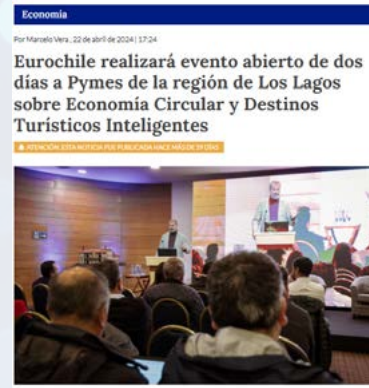 Economía
Por Marcelo Vera , 22 de abril de 2024 | 17:24
Eurochile realizará evento abierto de dos
días a Pymes de la región de Los Lagos
sobre Economía Circular y Destinos
Turísticos Inteligentes
ATENCIÓN: ESTA NOTICIA FUE PUBLICADA HACE MÁS DE 59 DÍAS